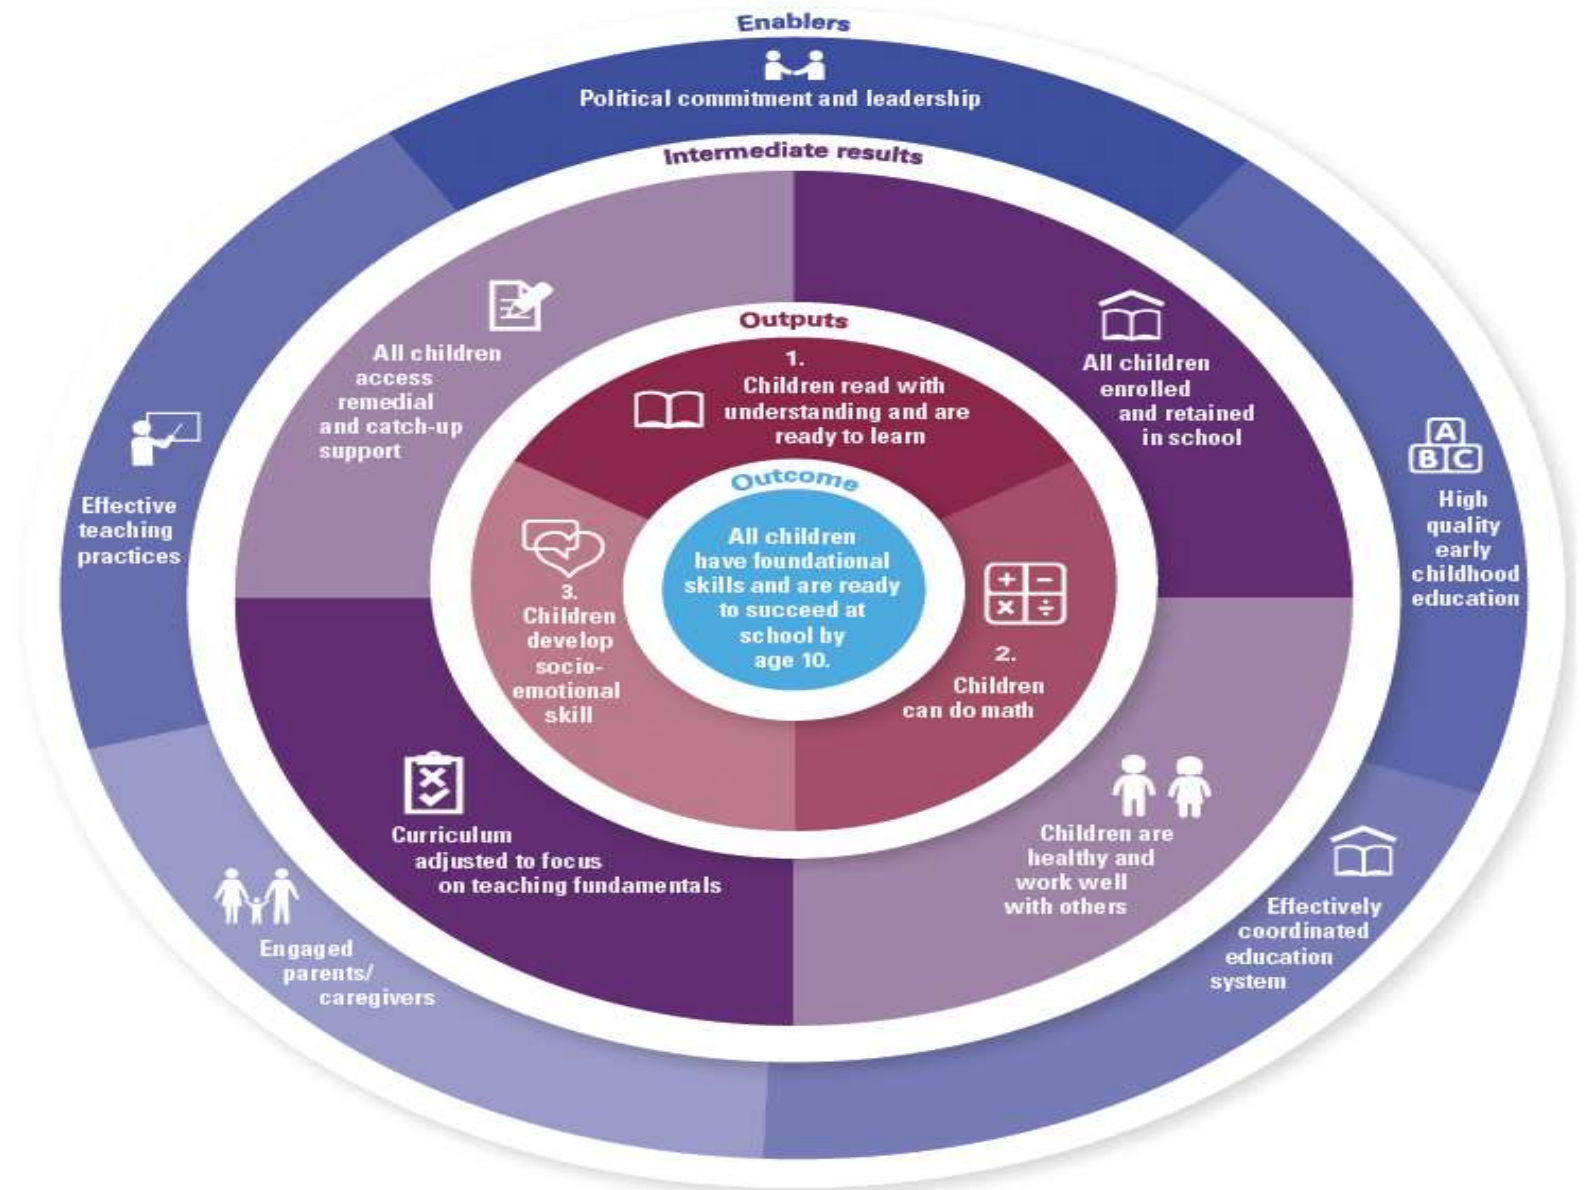 Enablers
Political commitment and leadership
Intermediate results
All children
access
remedial
and catch-up
support
All children
enrolled
and retained
in school
Outputs
1.
Children read with
understanding and are
ready to learn
Outcome
All children
have foundational
skills and are ready
to succeed at
school by
age 10.
3.
Children
develop
socio-
emotional
skill
+ −
× ÷
2.
Children
can do math
Effective
teaching
practices
A
B C
High
quality
early
childhood
education
Curriculum
adjusted to focus
on teaching fundamentals
Children are
healthy and
work well
with others
Engaged
parents/
caregivers
Effectively
coordinated
education
system